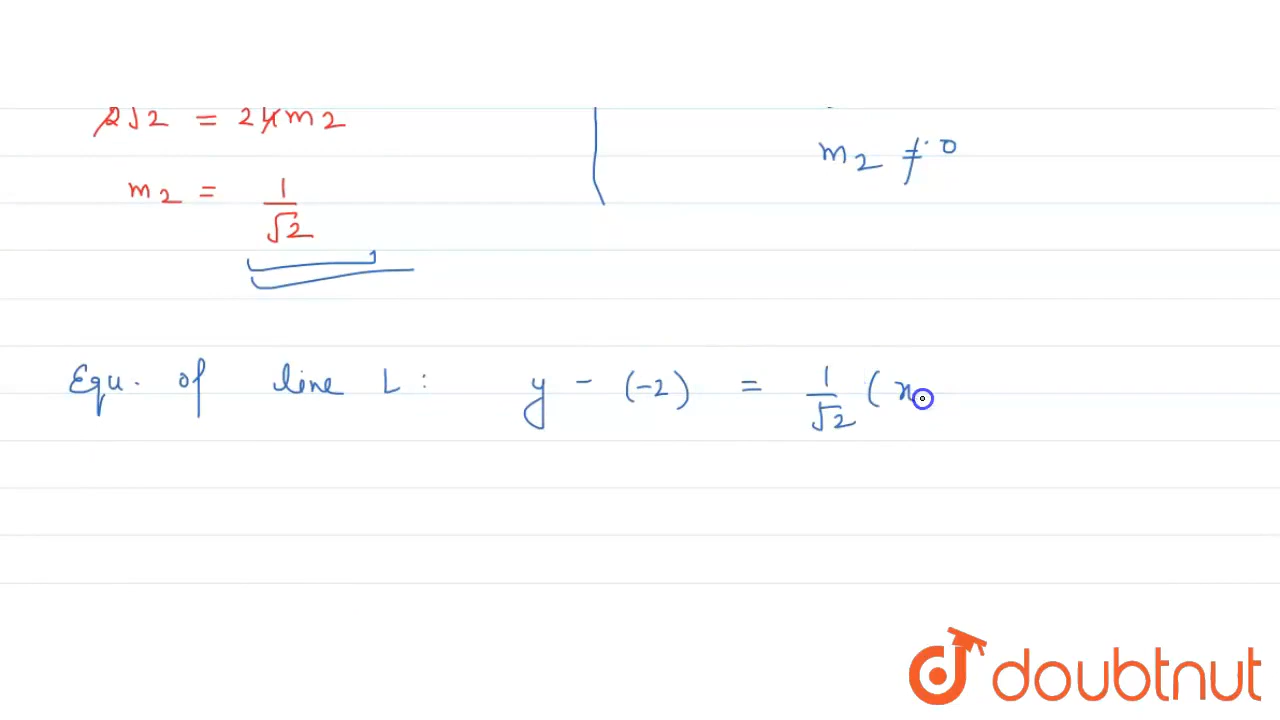 2√2 = 24m2
m2 ≠ 0
m2 = 1/√2
Equ. of line L : y - (-2) = 1/√2 (x
doubtnut